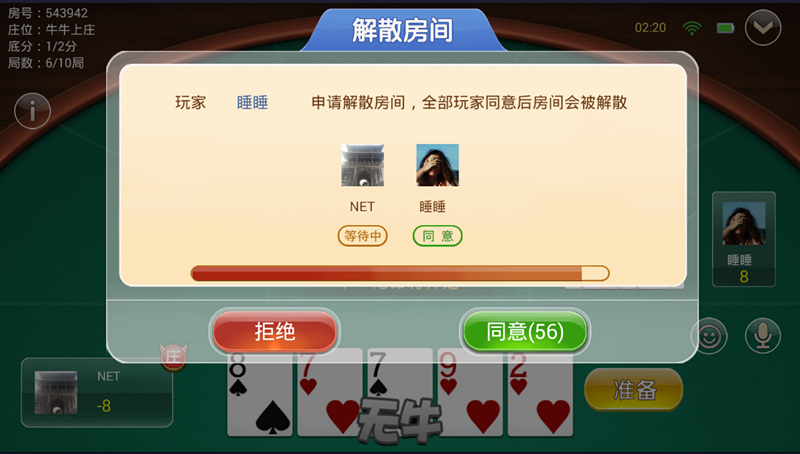 房号：543942
庄位：牛牛上庄
底分：1/2分
局数：6/10局
解散房间
02:20
玩家 睡睡 申请解散房间，全部玩家同意后房间会被解散
NET 睡睡
等待中 同意
睡睡
8
拒绝 同意(56)
庄
NET
-8
8 7 7 9 2
无牛
准备